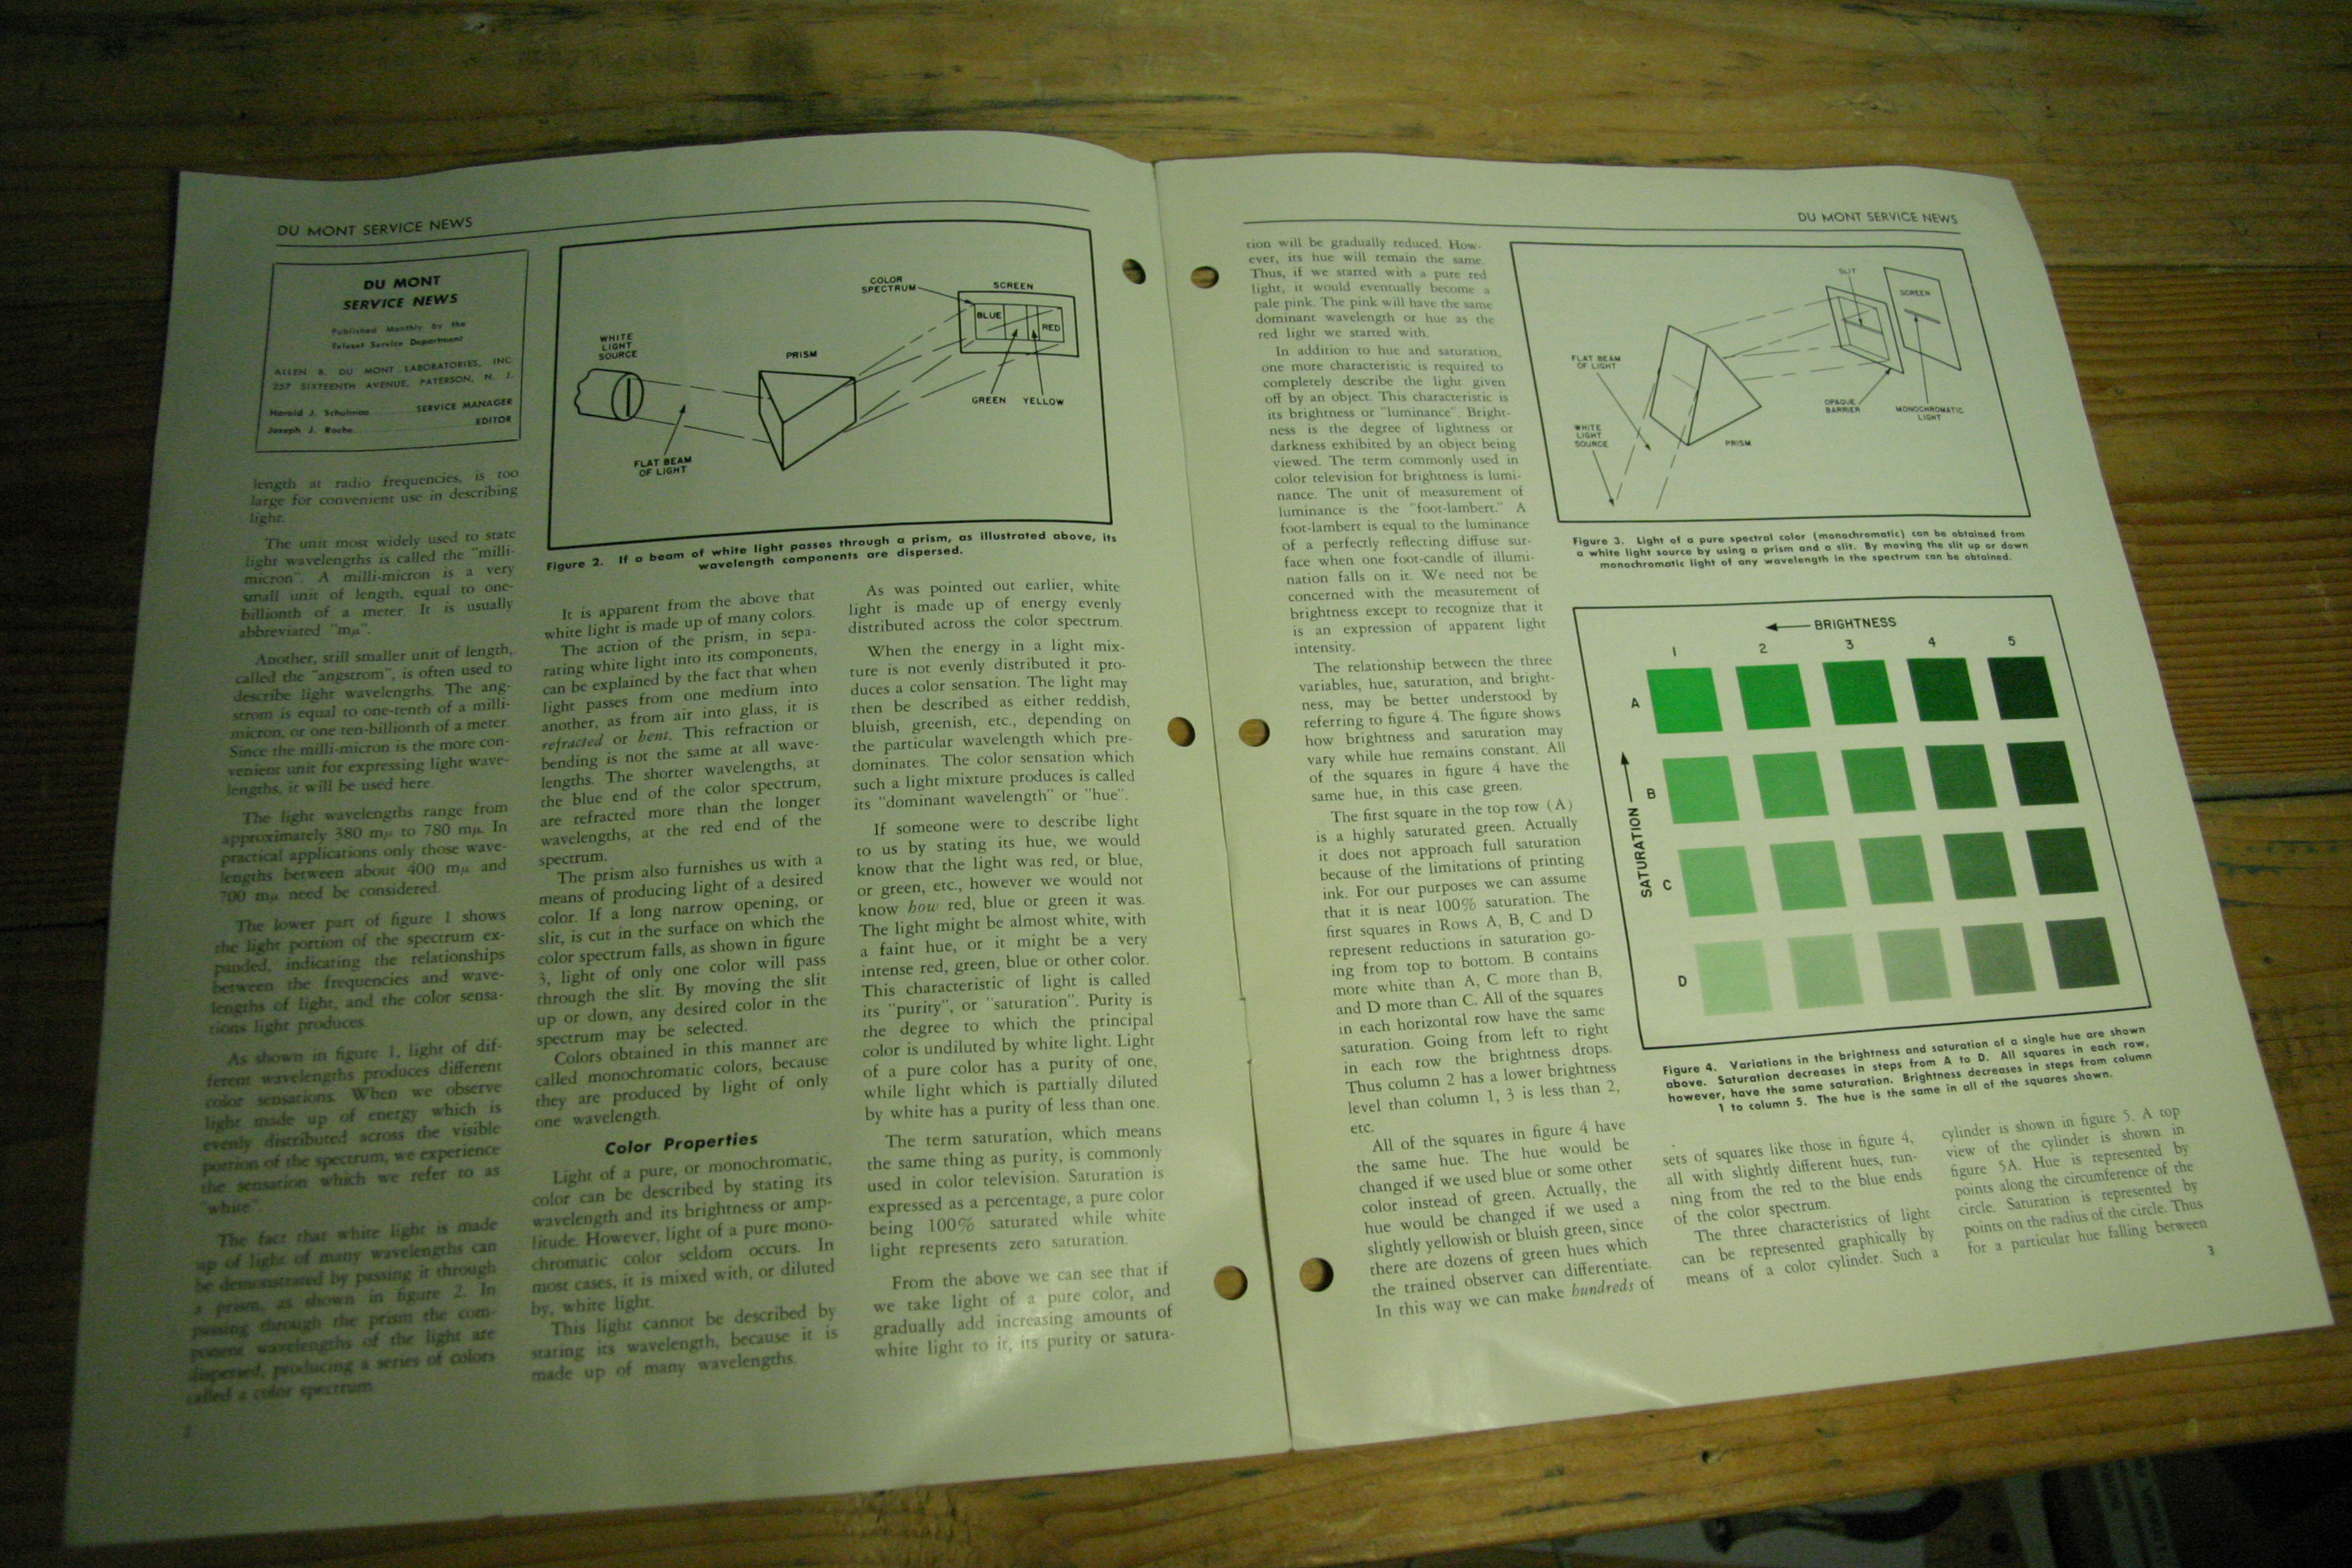 DU MONT SERVICE NEWS
DU MONT
SERVICE NEWS
Published Monthly by the
Teleset Service Department
ALLEN B. DU MONT LABORATORIES, INC.
257 SIXTEENTH AVENUE, PATERSON, N. J.
Harold J. Schulman SERVICE MANAGER
Joseph J. Roche EDITOR
length at radio frequencies, is too
large for convenient use in describing
light.
The unit most widely used to state
light wavelengths is called the "milli-
micron". A milli-micron is a very
small unit of length, equal to one-
billionth of a meter. It is usually
abbreviated "mμ".
Another, still smaller unit of length,
called the "angstrom", is often used to
describe light wavelengths. The ang-
strom is equal to one-tenth of a milli-
micron, or one ten-billionth of a meter.
Since the milli-micron is the more con-
venient unit for expressing light wave-
lengths, it will be used here.
The light wavelengths range from
approximately 380 mμ to 780 mμ. In
practical applications only those wave-
lengths between about 400 mμ and
700 mμ need be considered.
The lower part of figure 1 shows
the light portion of the spectrum ex-
panded, indicating the relationships
between the frequencies and wave-
lengths of light, and the color sensa-
tions light produces.
As shown in figure 1, light of dif-
ferent wavelengths produces different
color sensations. When we observe
light made up of energy which is
evenly distributed across the visible
portion of the spectrum, we experience
the sensation which we refer to as
"white".
The fact that white light is made
up of light of many wavelengths can
be demonstrated by passing it through
a prism, as shown in figure 2. In
passing through the prism the com-
ponent wavelengths of the light are
dispersed, producing a series of colors
called a color spectrum.
2
WHITE
LIGHT
SOURCE
FLAT BEAM
OF LIGHT
PRISM
COLOR
SPECTRUM
SCREEN
BLUE
RED
GREEN
YELLOW
Figure 2. If a beam of white light passes through a prism, as illustrated above, its
wavelength components are dispersed.
It is apparent from the above that
white light is made up of many colors.
The action of the prism, in sepa-
rating white light into its components,
can be explained by the fact that when
light passes from one medium into
another, as from air into glass, it is
refracted or bent. This refraction or
bending is not the same at all wave-
lengths. The shorter wavelengths, at
the blue end of the color spectrum,
are refracted more than the longer
wavelengths, at the red end of the
spectrum.
The prism also furnishes us with a
means of producing light of a desired
color. If a long narrow opening, or
slit, is cut in the surface on which the
color spectrum falls, as shown in figure
3, light of only one color will pass
through the slit. By moving the slit
up or down, any desired color in the
spectrum may be selected.
Colors obtained in this manner are
called monochromatic colors, because
they are produced by light of only
one wavelength.
Color Properties
Light of a pure, or monochromatic,
color can be described by stating its
wavelength and its brightness or amp-
litude. However, light of a pure mono-
chromatic color seldom occurs. In
most cases, it is mixed with, or diluted
by, white light.
This light cannot be described by
stating its wavelength, because it is
made up of many wavelengths.
As was pointed out earlier, white
light is made up of energy evenly
distributed across the color spectrum.
When the energy in a light mix-
ture is not evenly distributed it pro-
duces a color sensation. The light may
then be described as either reddish,
bluish, greenish, etc., depending on
the particular wavelength which pre-
dominates. The color sensation which
such a light mixture produces is called
its "dominant wavelength" or "hue".
If someone were to describe light
to us by stating its hue, we would
know that the light was red, or blue,
or green, etc., however we would not
know how red, blue or green it was.
The light might be almost white, with
a faint hue, or it might be a very
intense red, green, blue or other color.
This characteristic of light is called
its "purity", or "saturation". Purity is
the degree to which the principal
color is undiluted by white light. Light
of a pure color has a purity of one,
while light which is partially diluted
by white has a purity of less than one.
The term saturation, which means
the same thing as purity, is commonly
used in color television. Saturation is
expressed as a percentage, a pure color
being 100% saturated while white
light represents zero saturation.
From the above we can see that if
we take light of a pure color, and
gradually add increasing amounts of
white light to it, its purity or satura-
DU MONT SERVICE NEWS
tion will be gradually reduced. How-
ever, its hue will remain the same.
Thus, if we started with a pure red
light, it would eventually become a
pale pink. The pink will have the same
dominant wavelength or hue as the
red light we started with.
In addition to hue and saturation,
one more characteristic is required to
completely describe the light given
off by an object. This characteristic is
its brightness or "luminance". Bright-
ness is the degree of lightness or
darkness exhibited by an object being
viewed. The term commonly used in
color television for brightness is lumi-
nance. The unit of measurement of
luminance is the "foot-lambert." A
foot-lambert is equal to the luminance
of a perfectly reflecting diffuse sur-
face when one foot-candle of illumi-
nation falls on it. We need not be
concerned with the measurement of
brightness except to recognize that it
is an expression of apparent light
intensity.
The relationship between the three
variables, hue, saturation, and bright-
ness, may be better understood by
referring to figure 4. The figure shows
how brightness and saturation may
vary while hue remains constant. All
of the squares in figure 4 have the
same hue, in this case green.
The first square in the top row (A)
is a highly saturated green. Actually
it does not approach full saturation
because of the limitations of printing
ink. For our purposes we can assume
that it is near 100% saturation. The
first squares in Rows A, B, C and D
represent reductions in saturation go-
ing from top to bottom. B contains
more white than A, C more than B,
and D more than C. All of the squares
in each horizontal row have the same
saturation. Going from left to right
in each row the brightness drops.
Thus column 2 has a lower brightness
level than column 1, 3 is less than 2,
etc.
All of the squares in figure 4 have
the same hue. The hue would be
changed if we used blue or some other
color instead of green. Actually, the
hue would be changed if we used a
slightly yellowish or bluish green, since
there are dozens of green hues which
the trained observer can differentiate.
In this way we can make hundreds of
FLAT BEAM
OF LIGHT
WHITE
LIGHT
SOURCE
PRISM
SLIT
SCREEN
OPAQUE
BARRIER
MONOCHROMATIC
LIGHT
Figure 3. Light of a pure spectral color (monochromatic) can be obtained from
a white light source by using a prism and a slit. By moving the slit up or down
monochromatic light of any wavelength in the spectrum can be obtained.
BRIGHTNESS
1 2 3 4 5
A
B
C
D
SATURATION
Figure 4. Variations in the brightness and saturation of a single hue are shown
above. Saturation decreases in steps from A to D. All squares in each row,
however, have the same saturation. Brightness decreases in steps from column
1 to column 5. The hue is the same in all of the squares shown.
sets of squares like those in figure 4,
all with slightly different hues, run-
ning from the red to the blue ends
of the color spectrum.
The three characteristics of light
can be represented graphically by
means of a color cylinder. Such a
cylinder is shown in figure 5. A top
view of the cylinder is shown in
figure 5A. Hue is represented by
points along the circumference of the
circle. Saturation is represented by
points on the radius of the circle. Thus
for a particular hue falling between
3